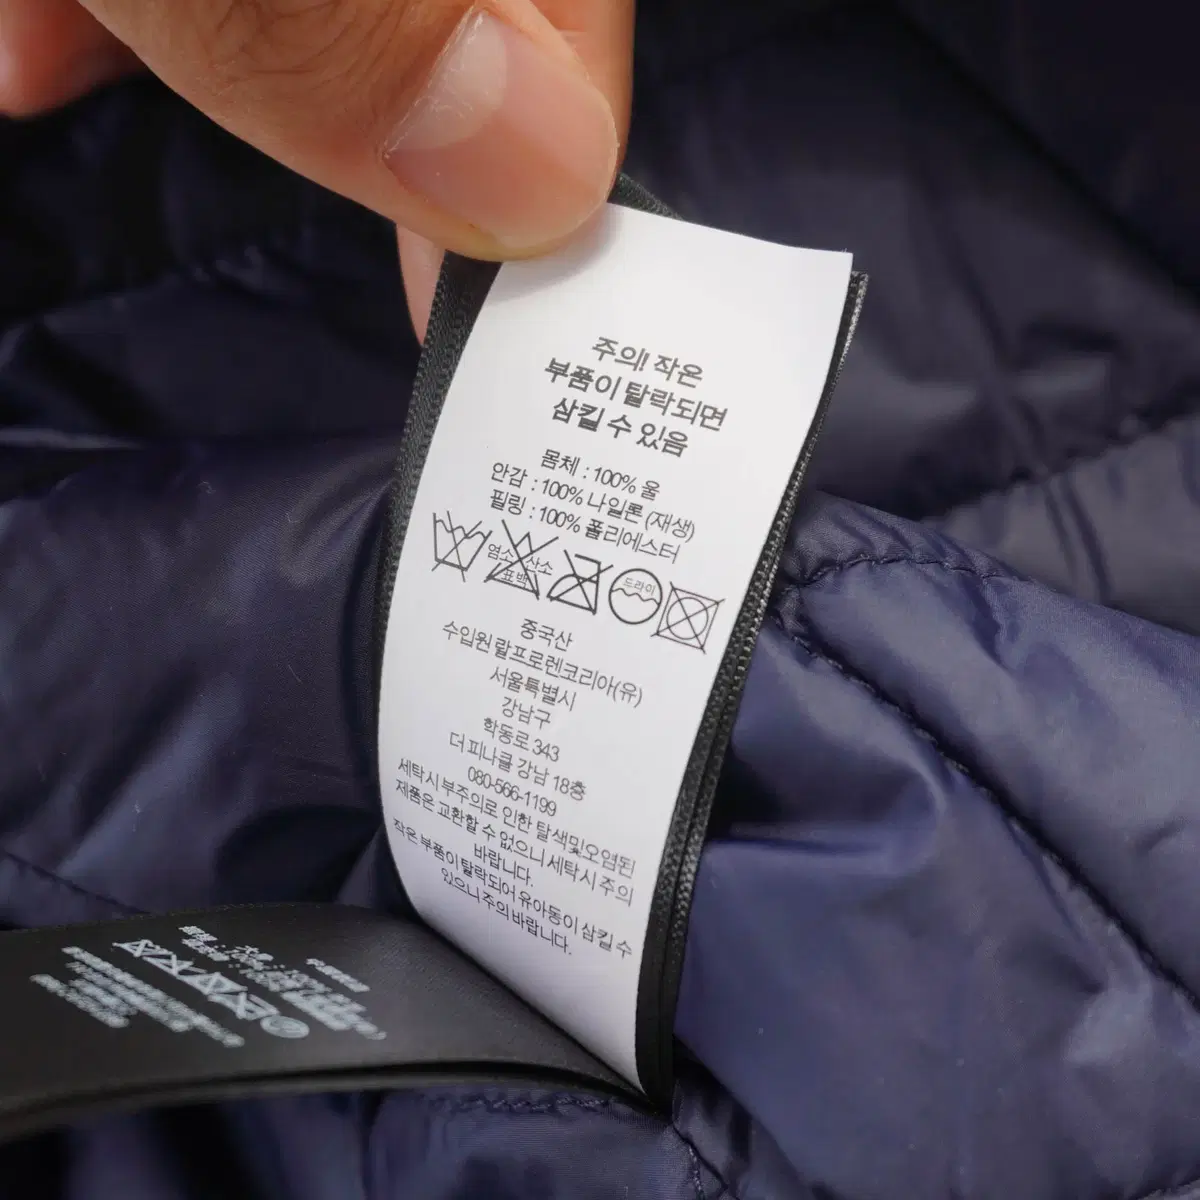 주의! 작은
부품이 탈락되면
삼킬 수 있음
몸체 : 100% 울
안감 : 100% 나일론 (재생)
필링 : 100% 폴리에스터
염소 산소
표백
드라이
중국산
수입원 랄프로렌코리아(유)
서울특별시
강남구
학동로 343
더 피나클 강남 18층
080-566-1199
세탁시 부주의로 인한 탈색및오염된
제품은 교환할 수 없으니 세탁시 주의
바랍니다.
작은 부품이 탈락되어 유아동이 삼킬 수
있으니 주의 바랍니다.